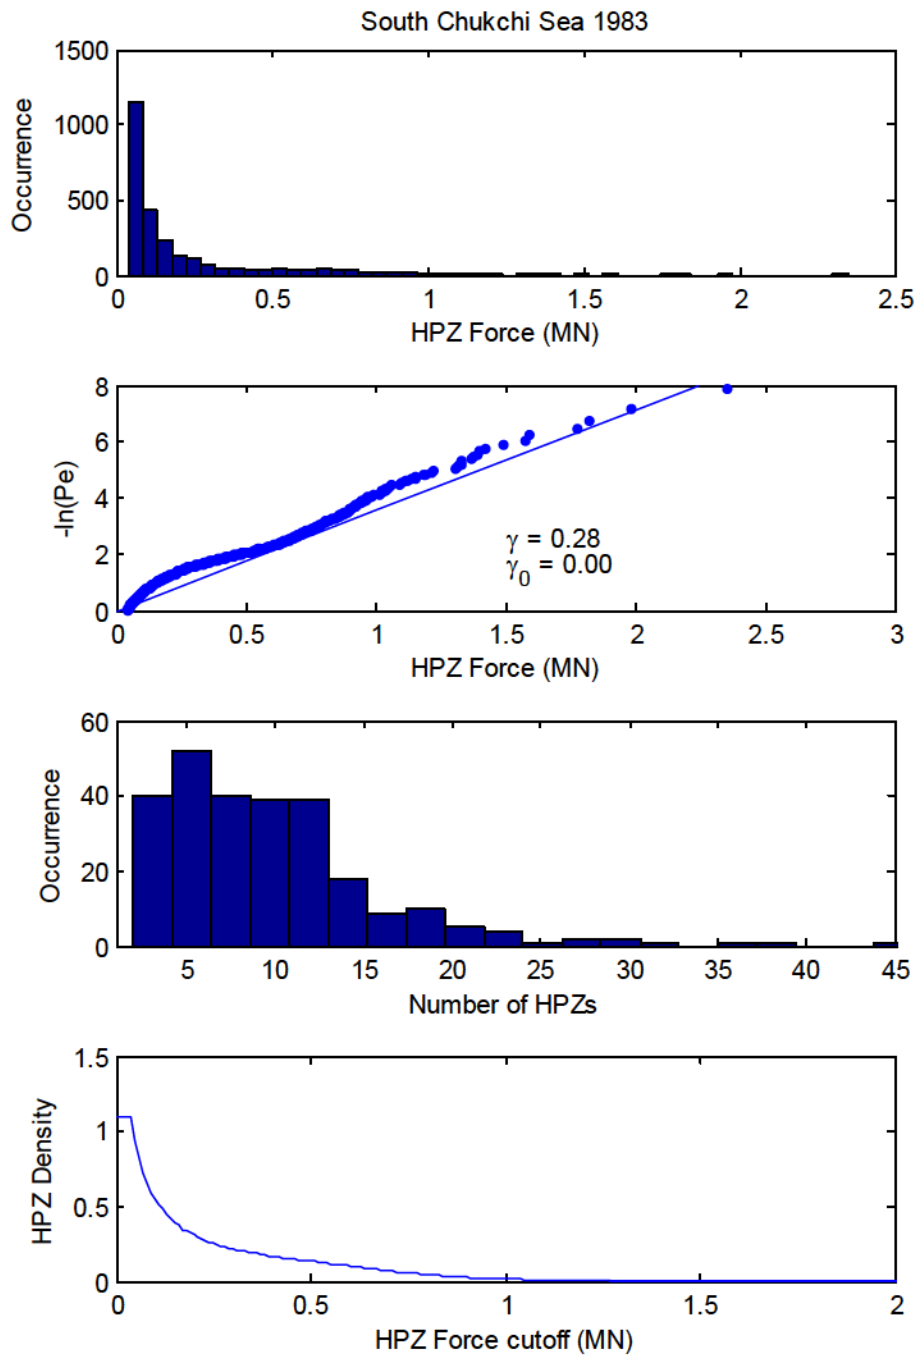 South Chukchi Sea 1983
1500
1000
500
0
Occurrence
0 0.5 1 1.5 2 2.5
HPZ Force (MN)
8
6
4
2
0
-ln(Pe)
γ = 0.28
γ₀ = 0.00
0 0.5 1 1.5 2 2.5 3
HPZ Force (MN)
60
40
20
0
Occurrence
5 10 15 20 25 30 35 40 45
Number of HPZs
1.5
1
0.5
0
HPZ Density
0 0.5 1 1.5 2
HPZ Force cutoff (MN)